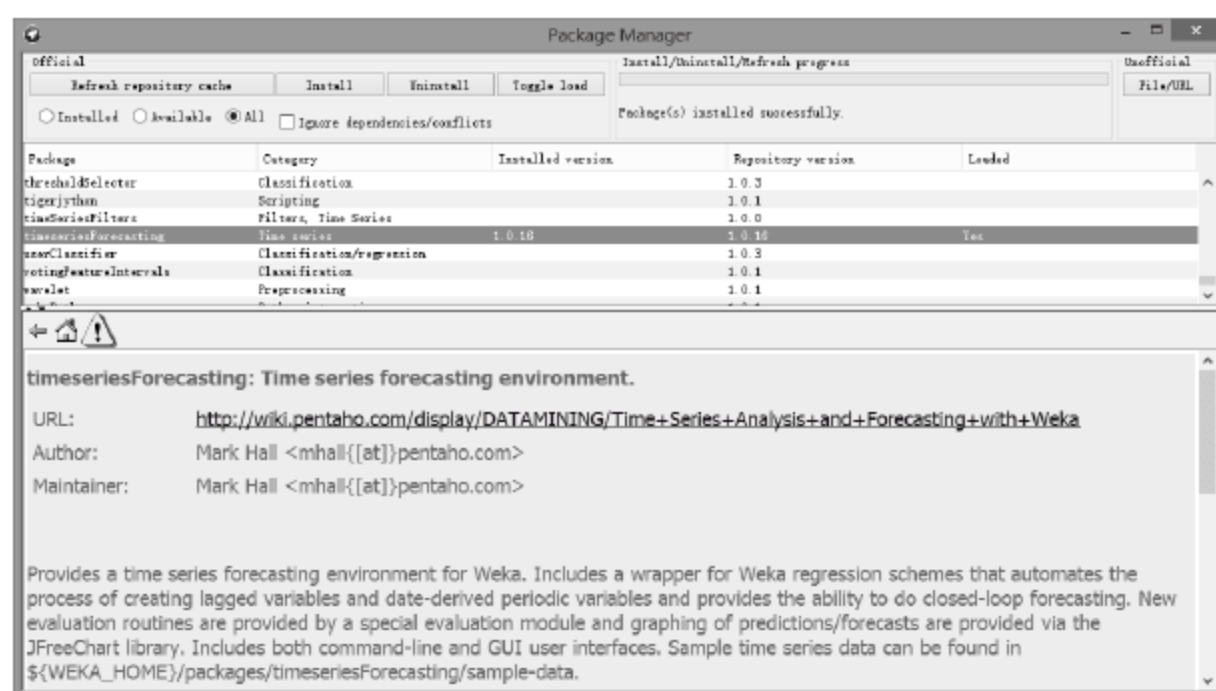 Package Manager
Official
Install/Uninstall/Refresh progress
Unofficial
Refresh repository cache
Install
Uninstall
Toggle load
File/URL
Installed
Available
All
Ignore dependencies/conflicts
Package(s) installed successfully.
Package Category Installed version Repository version Loaded
thresholdSelector Classification 1.0.3
tigerjython Scripting 1.0.1
timeSeriesFilters Filters, Time Series 1.0.0
timeseriesForecasting Time series 1.0.16 1.0.16 Yes
userClassifier Classification/regression 1.0.3
votingFeatureIntervals Classification 1.0.1
wavelet Preprocessing 1.0.1
timeseriesForecasting: Time series forecasting environment.
URL: http://wiki.pentaho.com/display/DATAMINING/Time+Series+Analysis+and+Forecasting+with+Weka
Author: Mark Hall <mhall{[at]}pentaho.com>
Maintainer: Mark Hall <mhall{[at]}pentaho.com>
Provides a time series forecasting environment for Weka. Includes a wrapper for Weka regression schemes that automates the
process of creating lagged variables and date-derived periodic variables and provides the ability to do closed-loop forecasting. New
evaluation routines are provided by a special evaluation module and graphing of predictions/forecasts are provided via the
JFreeChart library. Includes both command-line and GUI user interfaces. Sample time series data can be found in
${WEKA_HOME}/packages/timeseriesForecasting/sample-data.